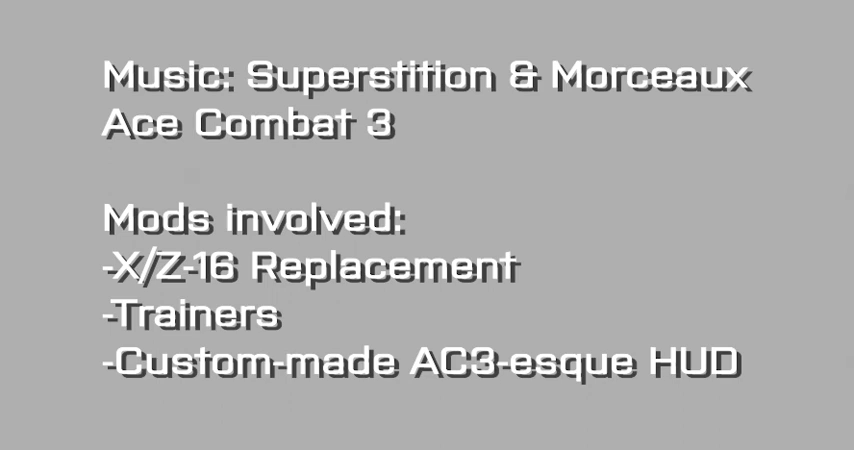 Music: Superstition & Morceaux
Ace Combat 3
Mods involved:
-X/Z-16 Replacement
-Trainers
-Custom-made AC3-esque HUD